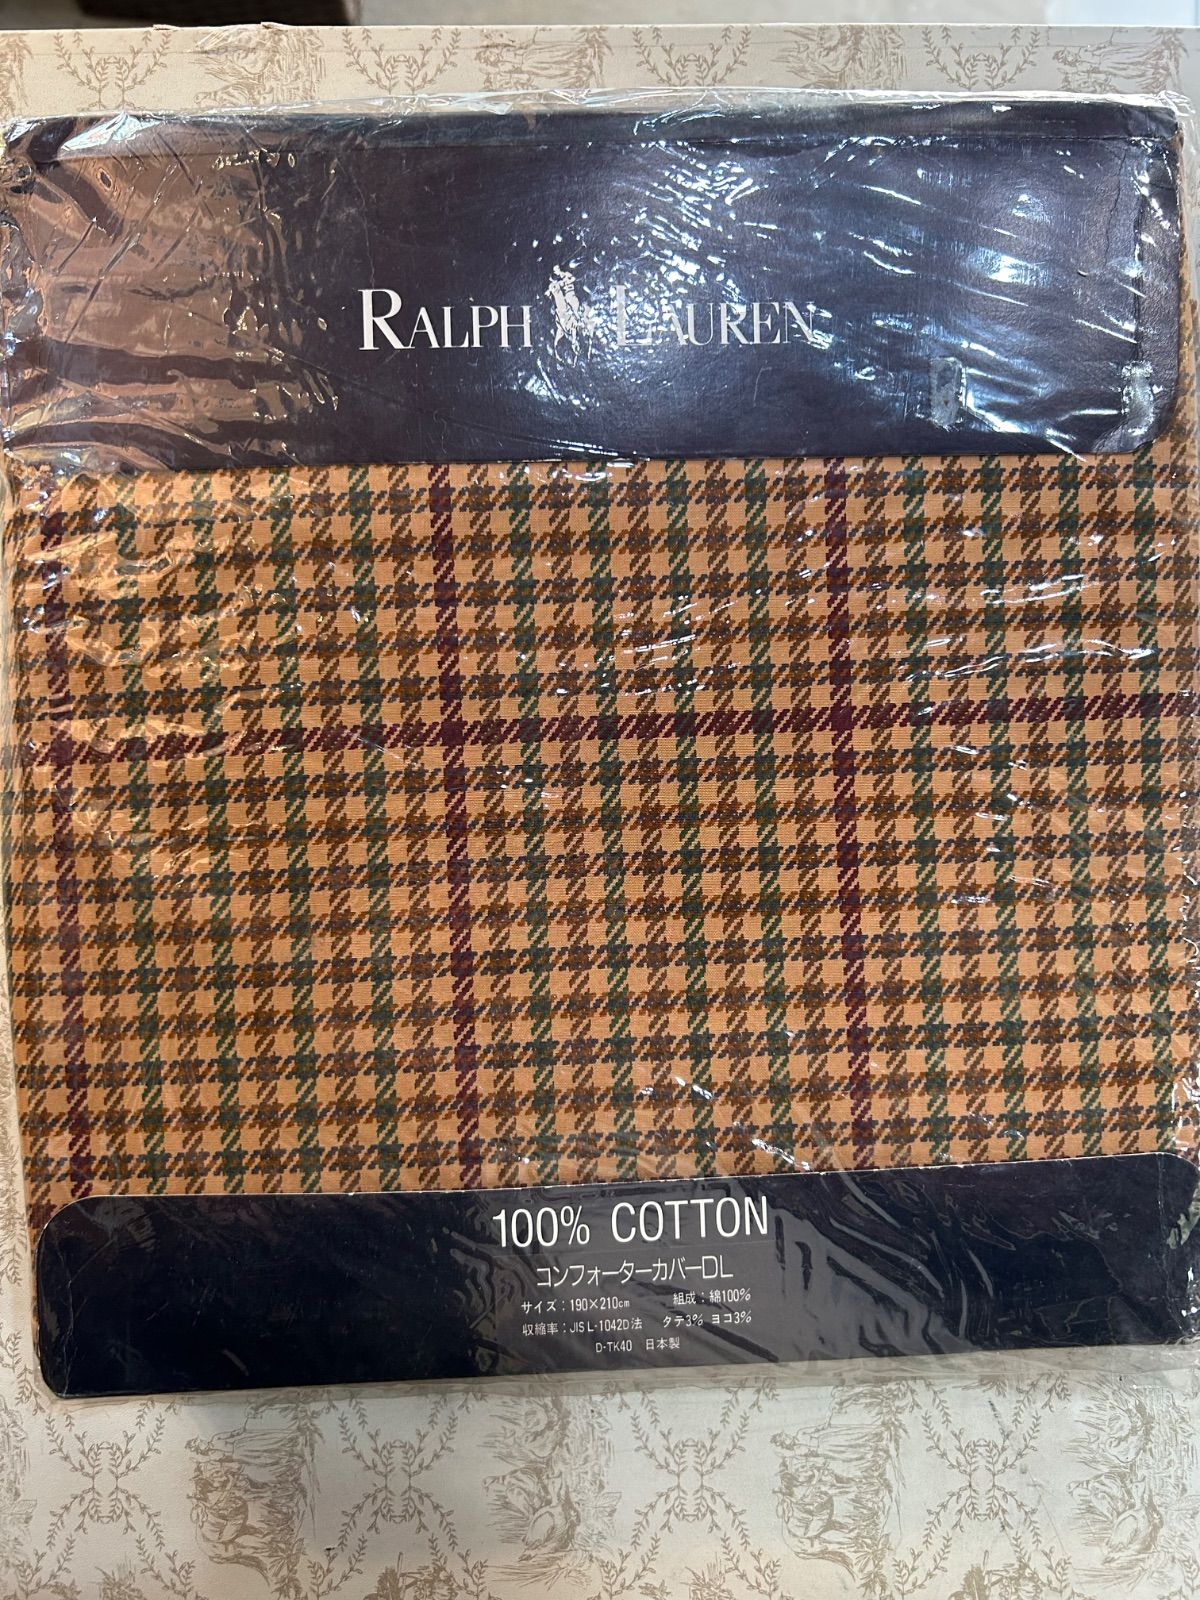 RALPH LAUREN
100% COTTON
コンフォーターカバーDL
サイズ：190×210cm 組成：綿100%
収縮率：JIS L-1042D法 タテ3% ヨコ3%
D-TK40 日本製